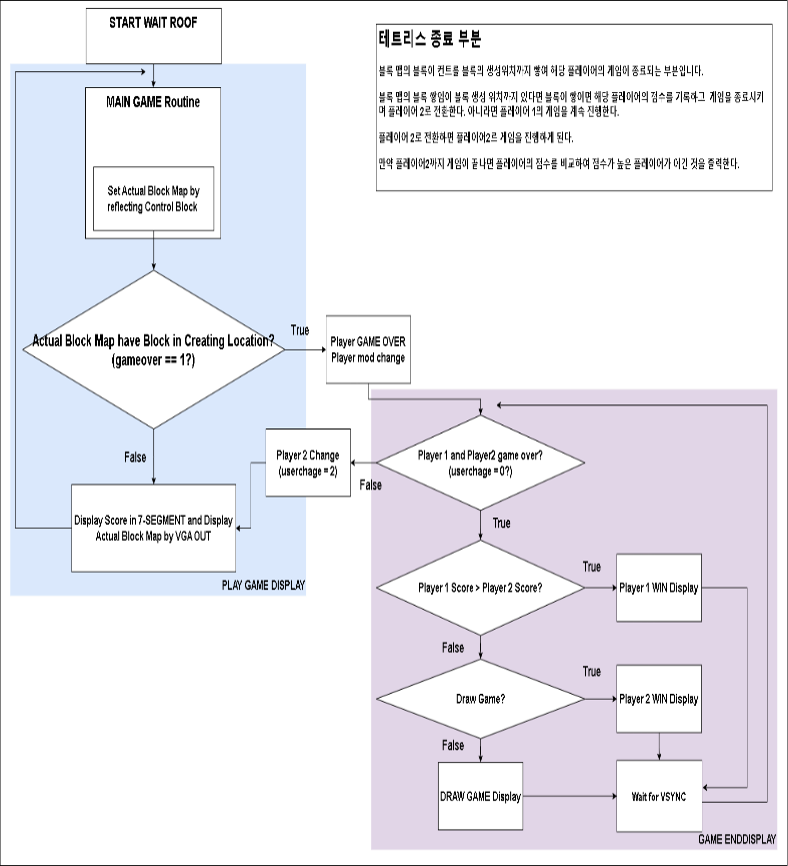 START WAIT ROOF
테트리스 종료 부분
블록 맵의 블록이 컨트롤 블록의 생성위치까지 쌓여 해당 플레이어의 게임이 종료되는 부분입니다.
블록 맵의 블록 쌓임이 블록 생성 위치까지 있다면 블록이 쌓이면 해당 플레이어의 점수를 기록하고 게임을 종료시키
며 플레이어 2로 전환한다. 아니라면 플레이어 1의 게임을 계속 진행한다.
플레이어 2로 전환하면 플레이어2로 게임을 진행하게 된다.
만약 플레이어2까지 게임이 끝나면 플레이어의 점수를 비교하여 점수가 높은 플레이어가 이긴 것을 출력한다.
MAIN GAME Routine
Set Actual Block Map by
reflecting Control Block
Actual Block Map have Block in Creating Location?
(gameover == 1?)
True
Player GAME OVER
Player mod change
False
Player 2 Change
(userchage = 2)
Player 1 and Player2 game over?
(userchage = 0?)
False
True
Display Score in 7-SEGMENT and Display
Actual Block Map by VGA OUT
PLAY GAME DISPLAY
Player 1 Score > Player 2 Score?
True
Player 1 WIN Display
False
Draw Game?
True
Player 2 WIN Display
False
DRAW GAME Display
Wait for VSYNC
GAME ENDDISPLAY